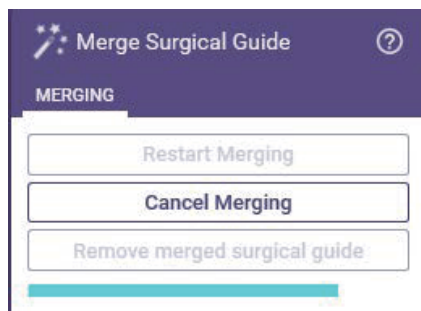 Merge Surgical Guide
MERGING
Restart Merging
Cancel Merging
Remove merged surgical guide